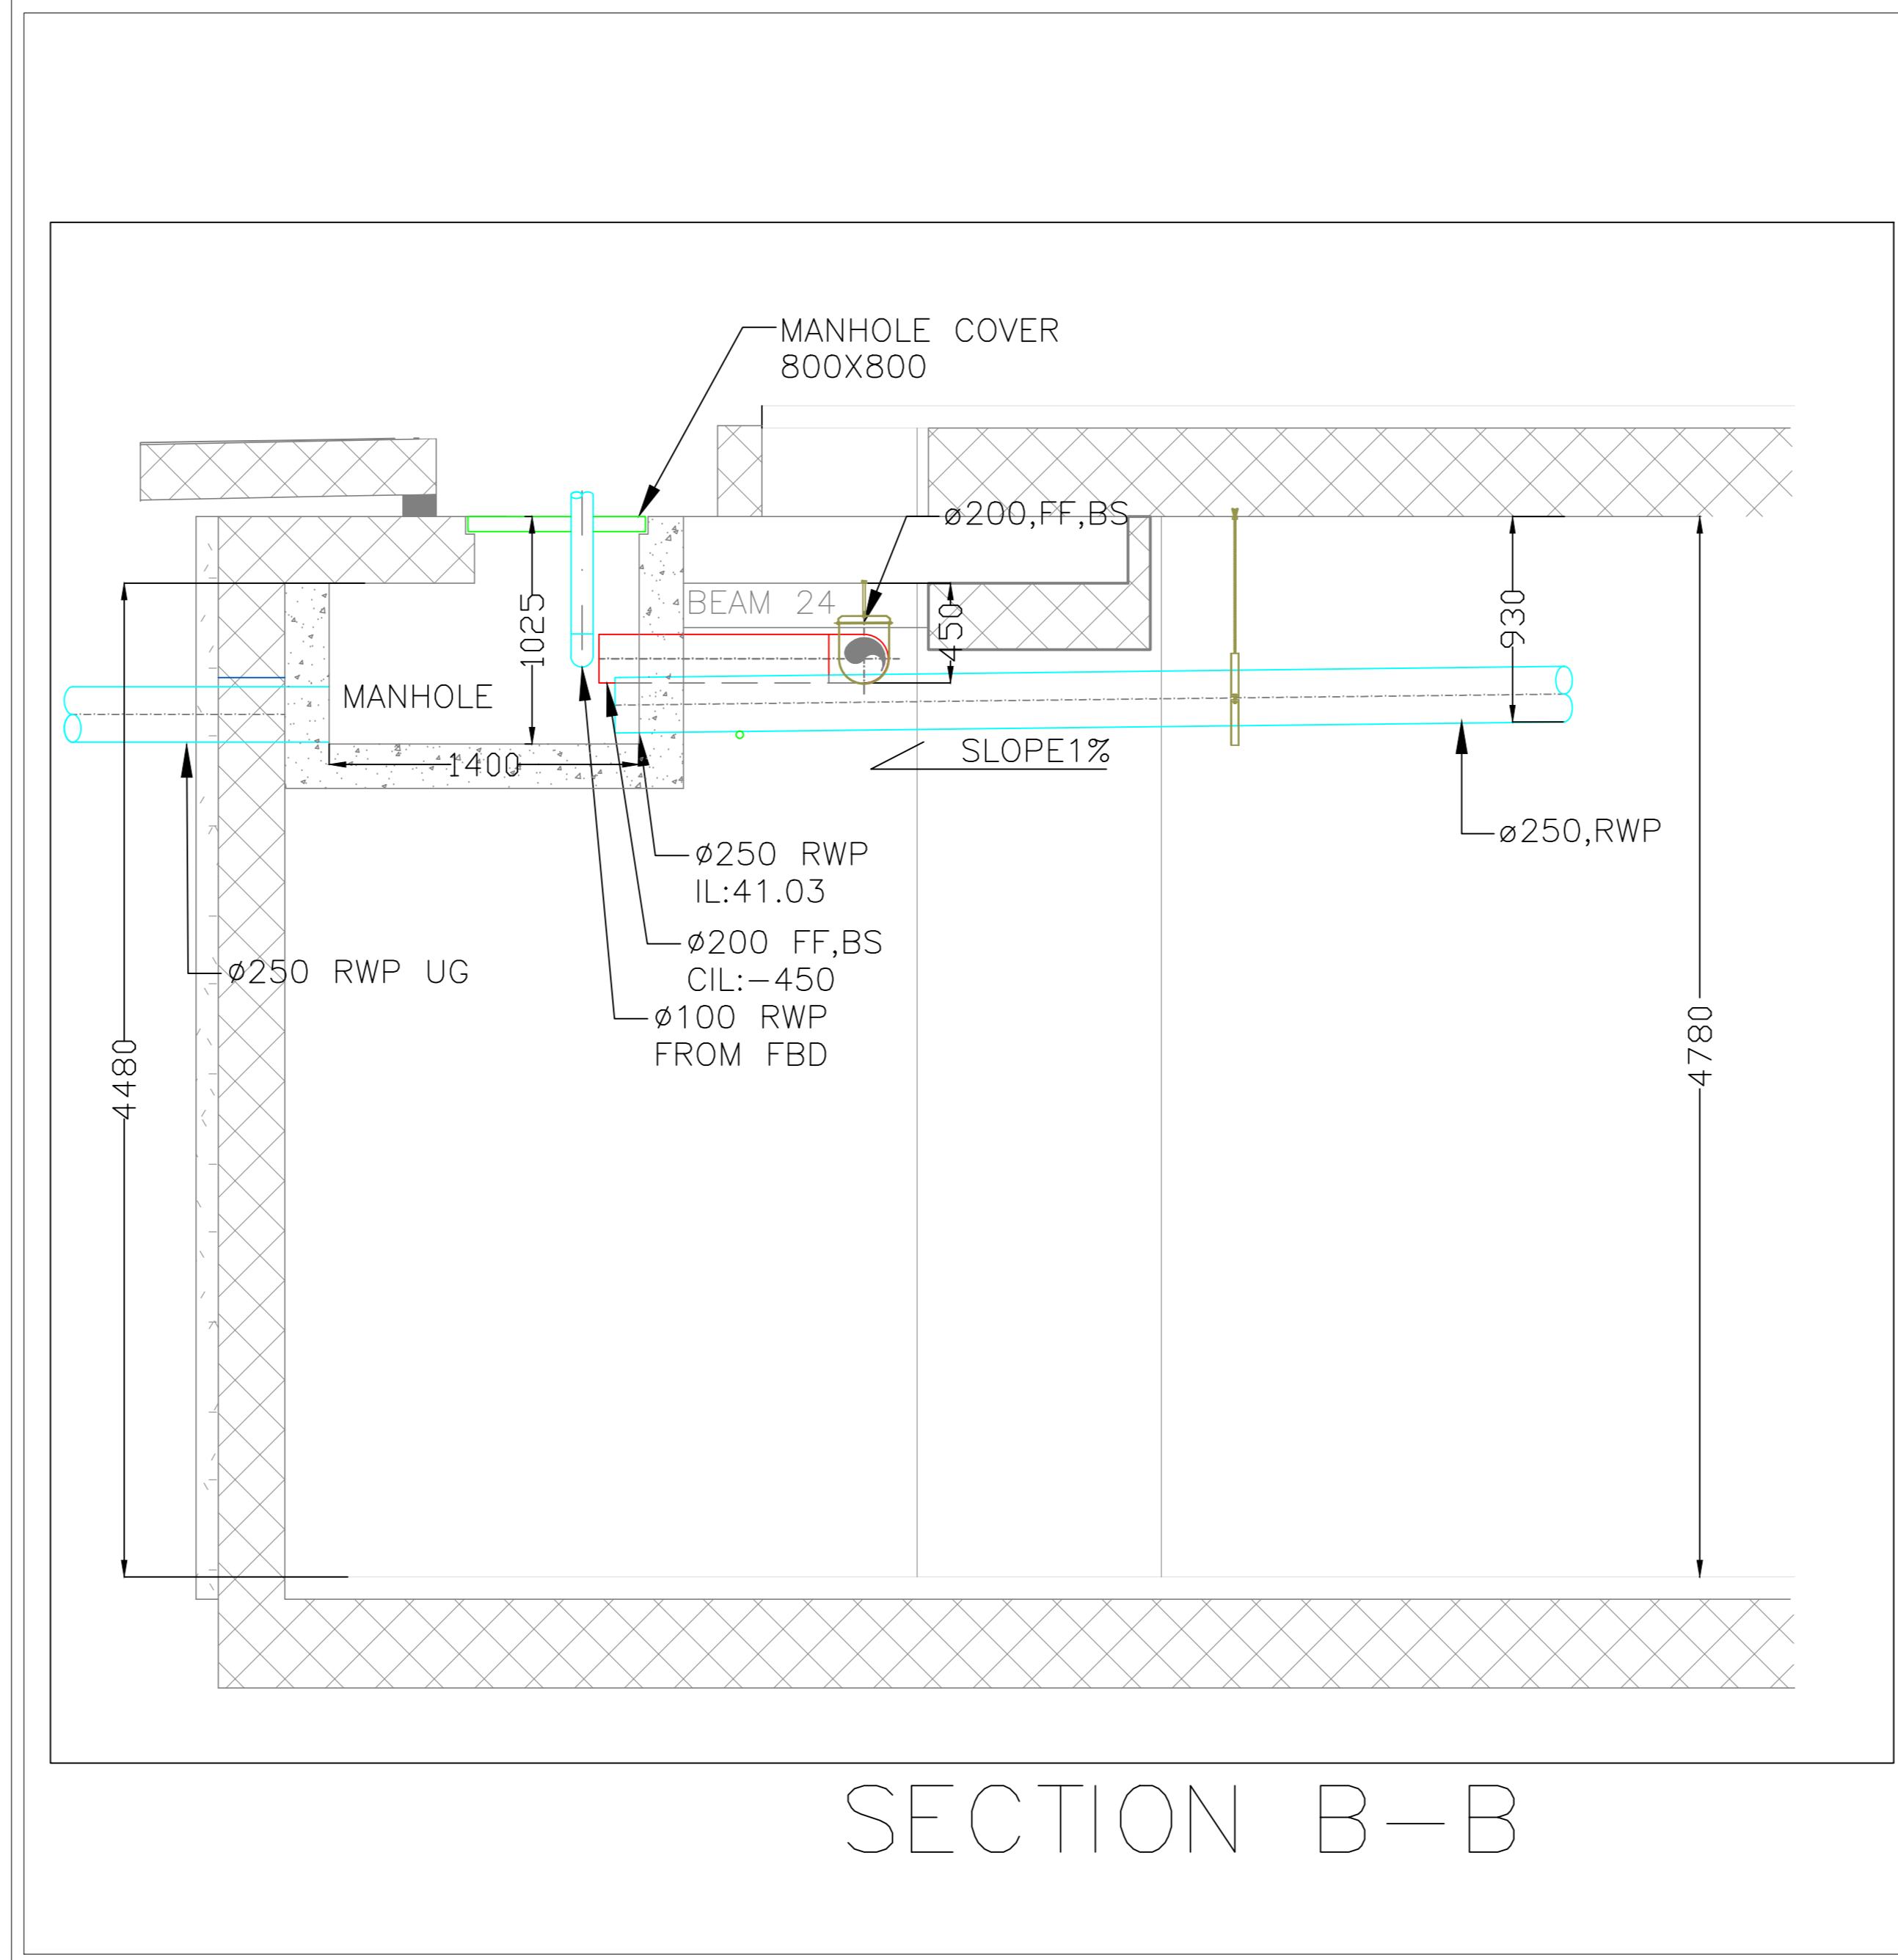 MANHOLE COVER
800X800
ø200,FF,BS
BEAM 24
1025
450
930
MANHOLE
1400
SLOPE1%
ø250,RWP
ø250 RWP
IL:41.03
ø200 FF,BS
CIL:-450
ø250 RWP UG
ø100 RWP
FROM FBD
4480
4780
SECTION B-B